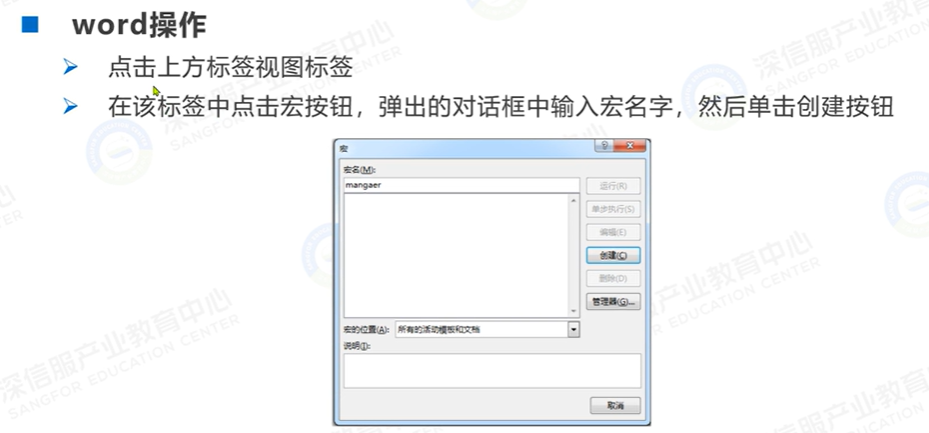 word操作
点击上方标签视图标签
在该标签中点击宏按钮，弹出的对话框中输入宏名字，然后单击创建按钮
宏
宏名(M):
mangaer
运行(R)
单步执行(S)
编辑(E)
创建(C)
删除(D)
管理器(G)...
宏的位置(A):
所有的活动模板和文档
说明(D):
取消
深信服产业教育中心
SANGFOR EDUCATION CENTER